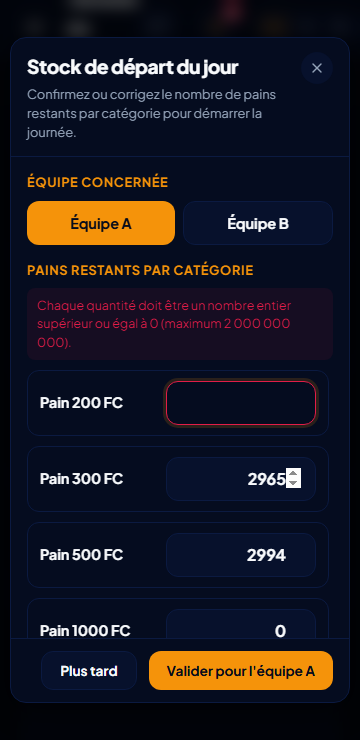 Stock de départ du jour
Confirmez ou corrigez le nombre de pains
restants par catégorie pour démarrer la
journée.
ÉQUIPE CONCERNÉE
Équipe A
Équipe B
PAINS RESTANTS PAR CATÉGORIE
Chaque quantité doit être un nombre entier
supérieur ou égal à 0 (maximum 2 000 000
000).
Pain 200 FC
Pain 300 FC
2965
Pain 500 FC
2994
Pain 1000 FC
0
Plus tard
Valider pour l'équipe A